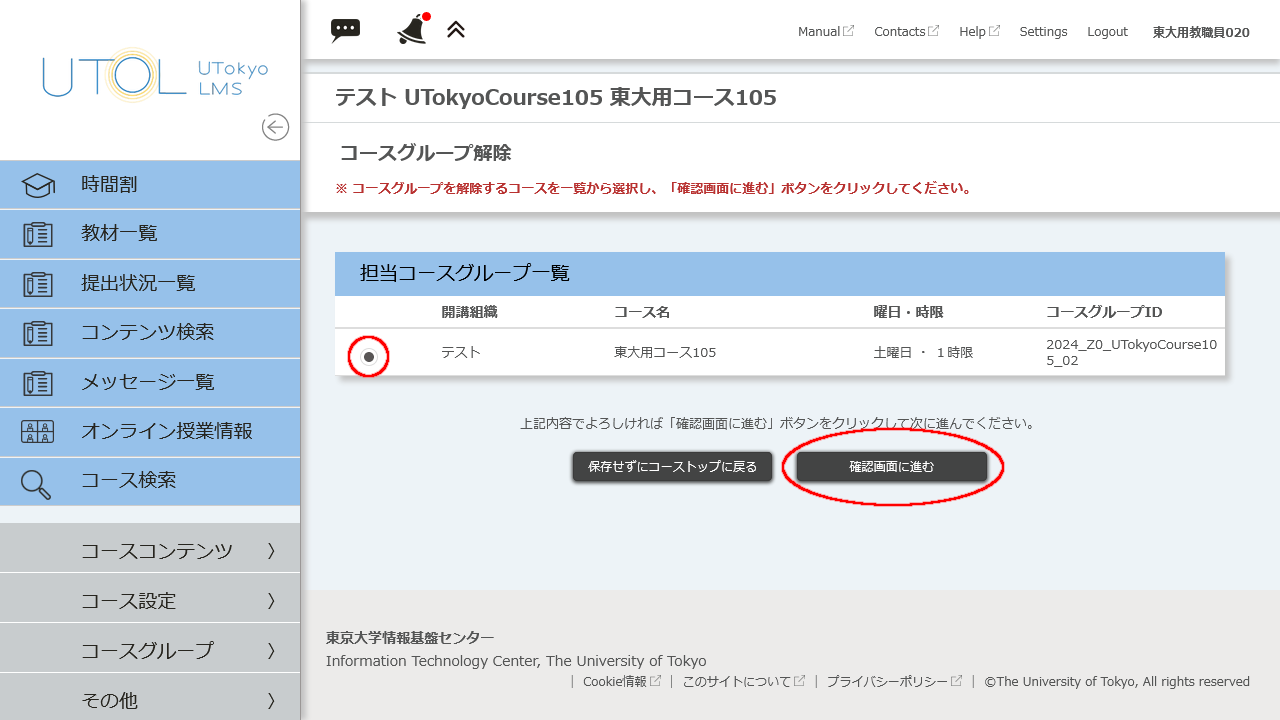 UTOL UTokyo LMS
時間割
教材一覧
提出状況一覧
コンテンツ検索
メッセージ一覧
オンライン授業情報
コース検索
コースコンテンツ
コース設定
コースグループ
その他
Manual Contacts Help Settings Logout 東大用教職員020
テスト UTokyoCourse105 東大用コース105
コースグループ解除
※ コースグループを解除するコースを一覧から選択し、「確認画面に進む」ボタンをクリックしてください。
担当コースグループ一覧
開講組織 コース名 曜日・時限 コースグループID
テスト 東大用コース105 土曜日 ・ 1時限 2024_Z0_UTokyoCourse10
5_02
上記内容でよろしければ「確認画面に進む」ボタンをクリックして次に進んでください。
保存せずにコーストップに戻る 確認画面に進む
東京大学情報基盤センター
Information Technology Center, The University of Tokyo
| Cookie情報 | このサイトについて | プライバシーポリシー | ©The University of Tokyo, All rights reserved